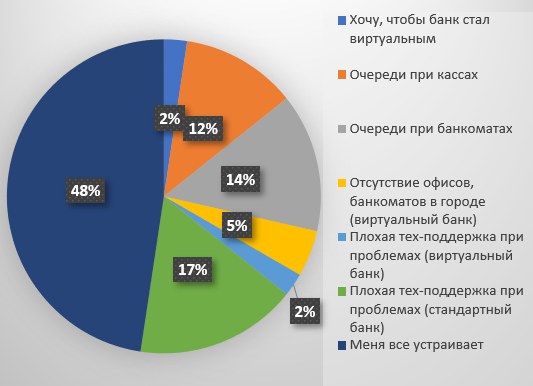 2%
12%
14%
5%
2%
17%
48%
Хочу, чтобы банк стал
виртуальным
Очереди при кассах
Очереди при банкоматах
Отсутствие офисов,
банкоматов в городе
(виртуальный банк)
Плохая тех-поддержка при
проблемах (виртуальный
банк)
Плохая тех-поддержка при
проблемах (стандартный
банк)
Меня все устраивает